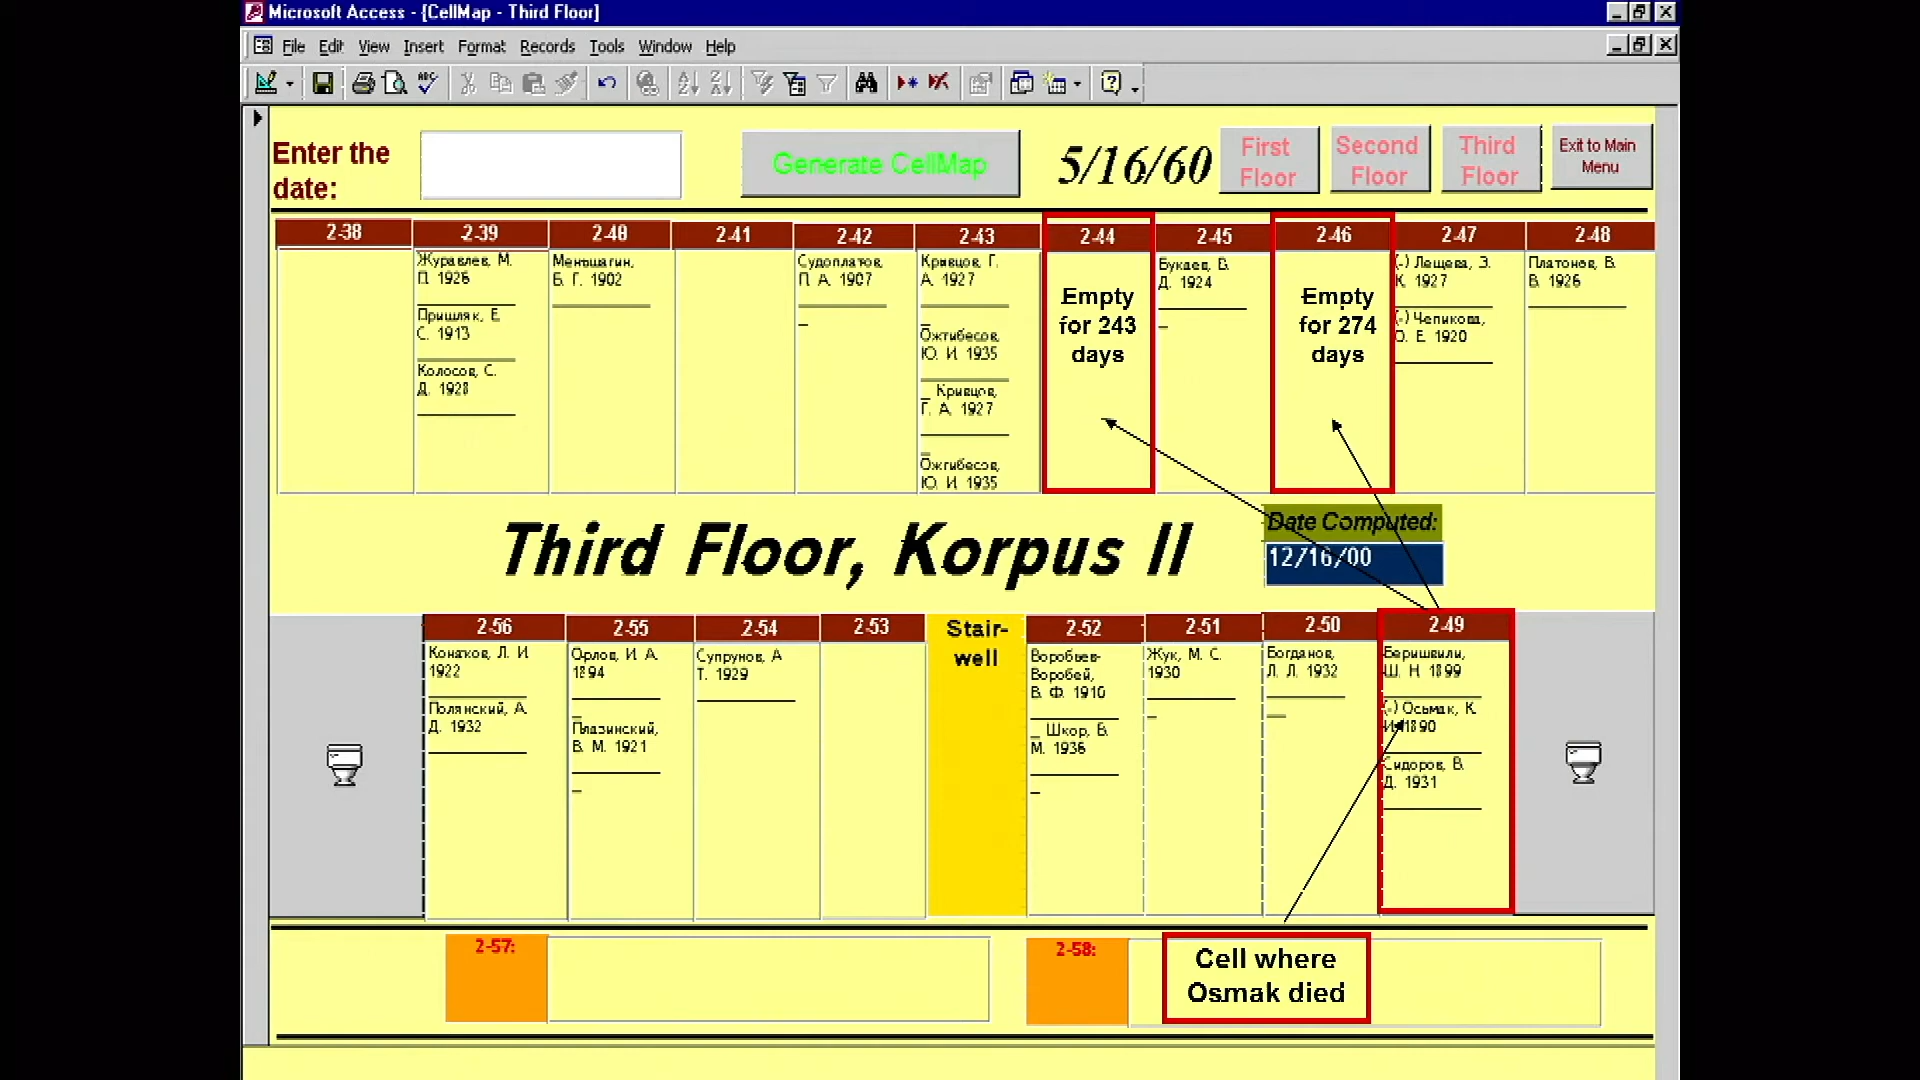 Microsoft Access - [CellMap - Third Floor]
File Edit View Insert Format Records Tools Window Help
Enter the
date:
Generate CellMap
5/16/60
First
Floor
Second
Floor
Third
Floor
Exit to Main
Menu
2-38
2-39
2-40
2-41
2-42
2-43
2-44
2-45
2-46
2-47
2-48
Журавлев, М.
П. 1926
Пришляк, Е.
С. 1913
Колосов, С.
Д. 1928
Меньшагин,
Б. Г. 1902
Судоплатов,
П. А. 1907
Кривцов, Г.
А. 1927
Ожгибесов,
Ю. И. 1935
_ Кривцов,
Г. А. 1927
Ожгибесов,
Ю. И. 1935
Empty
for 243
days
Букаев, В.
Д. 1924
Empty
for 274
days
(-) Лещева, З.
К. 1927
(-) Чепикова,
О. Е. 1920
Платонов, В.
В. 1926
Third Floor, Korpus II
Date Computed:
12/16/00
2-56
2-55
2-54
2-53
Stair-
well
2-52
2-51
2-50
2-49
Коняхов, Л. И.
1922
Полянский, А.
Д. 1932
Орлов, И. А.
1894
Плазинский,
В. М. 1921
Супрунов, А.
Т. 1929
Воробьев-
Воробей,
В. Ф. 1910
_ Шкор, В.
М. 1936
Жук, М. С.
1930
Богданов,
Л. Л. 1932
Беришвили,
Ш. Н. 1899
(-) Осьмак, К.
И. 1890
Сидоров, В.
Д. 1931
2-57:
2-58:
Cell where
Osmak died